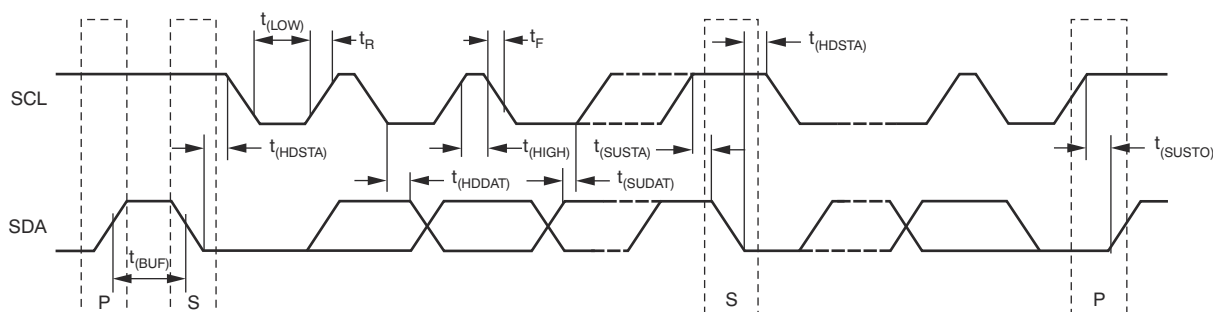 t(LOW)
tR
tF
t(HDSTA)
SCL
t(HDSTA)
t(HIGH)
t(SUSTA)
t(SUSTO)
t(HDDAT)
t(SUDAT)
SDA
t(BUF)
P
S
S
P